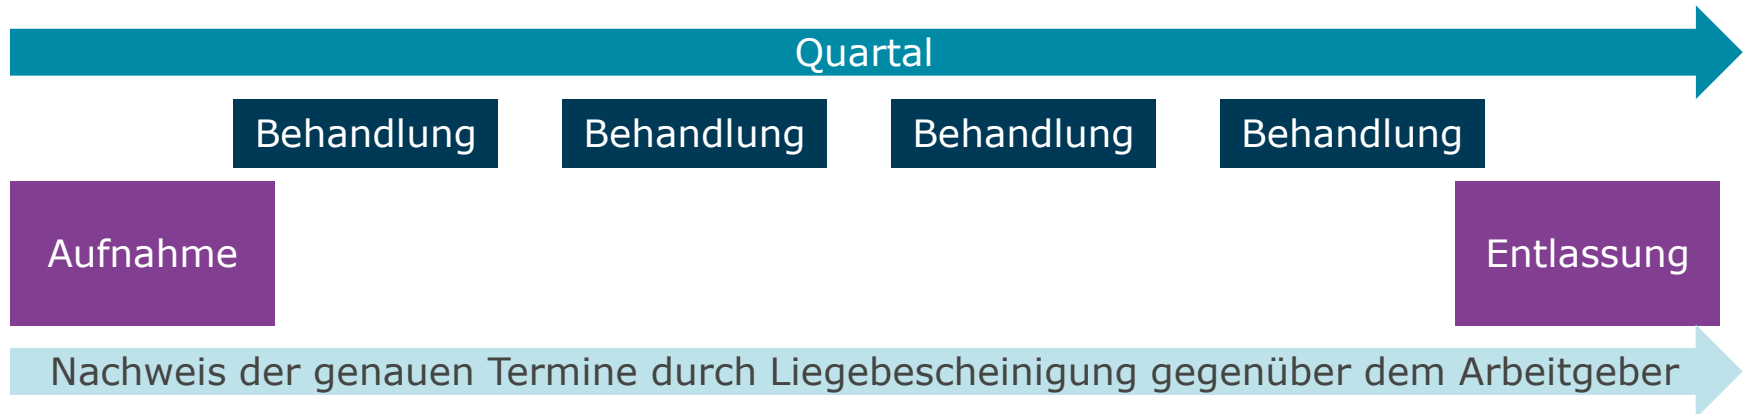 Quartal
Behandlung Behandlung Behandlung Behandlung
Aufnahme Entlassung
Nachweis der genauen Termine durch Liegebescheinigung gegenüber dem Arbeitgeber